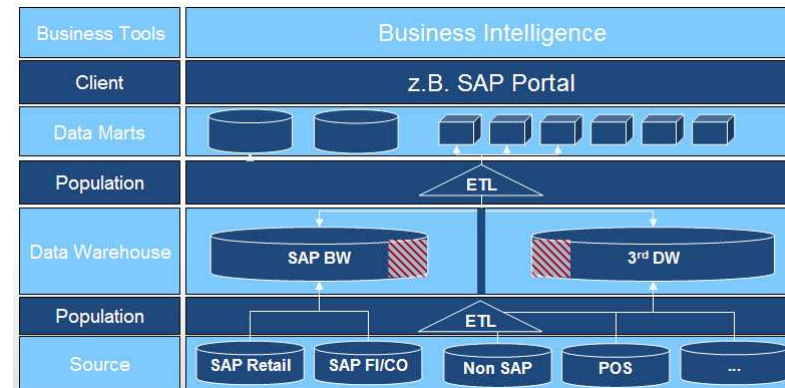 Business Tools
Business Intelligence
Client
z.B. SAP Portal
Data Marts
Population
ETL
Data Warehouse
SAP BW
3rd DW
Population
ETL
Source
SAP Retail
SAP FI/CO
Non SAP
POS
...